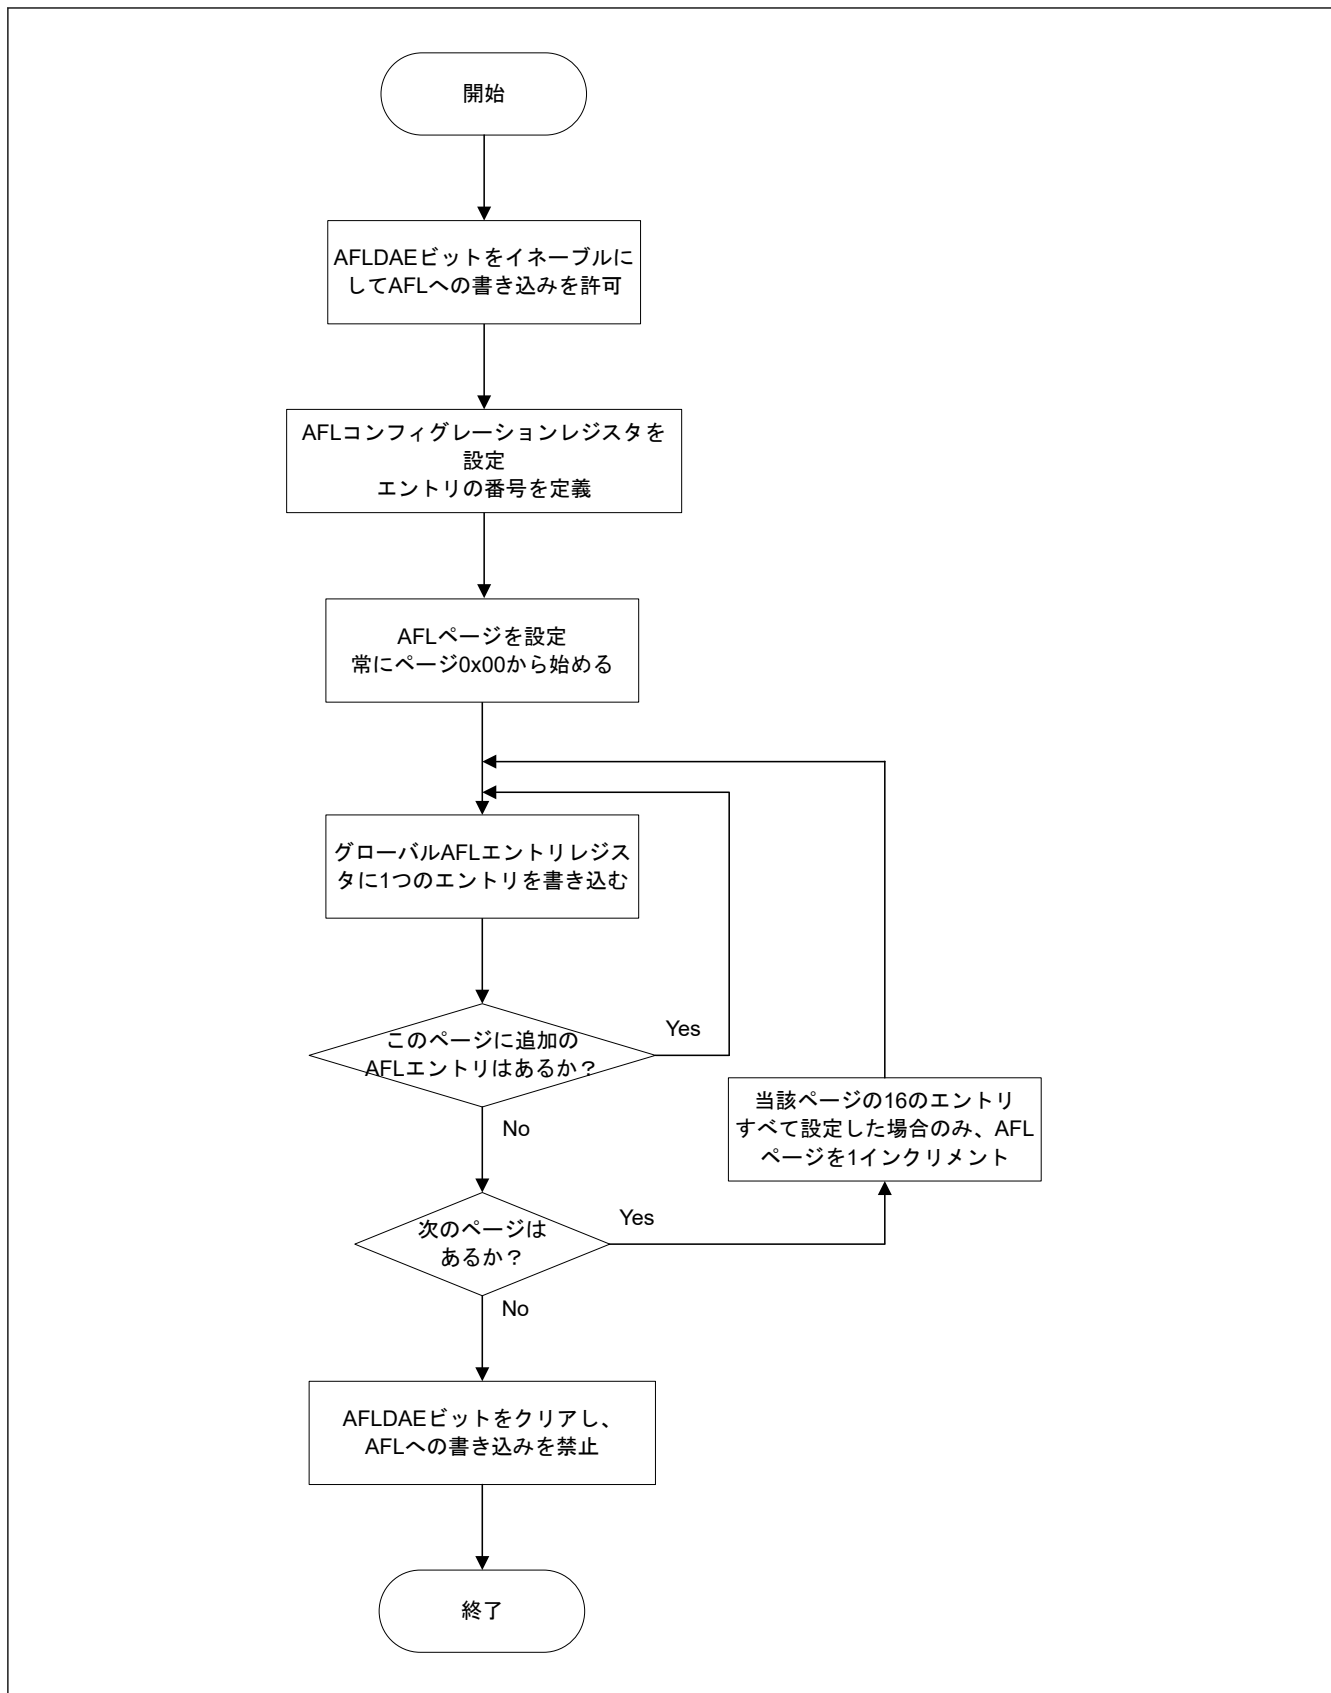 開始
AFLDAEビットをイネーブルに
してAFLへの書き込みを許可
AFLコンフィグレーションレジスタを
設定
エントリの番号を定義
AFLページを設定
常にページ0x00から始める
グローバルAFLエントリレジス
タに1つのエントリを書き込む
このページに追加の
AFLエントリはあるか？
Yes
No
当該ページの16のエントリ
すべて設定した場合のみ、AFL
ページを1インクリメント
次のページは
あるか？
Yes
No
AFLDAEビットをクリアし、
AFLへの書き込みを禁止
終了